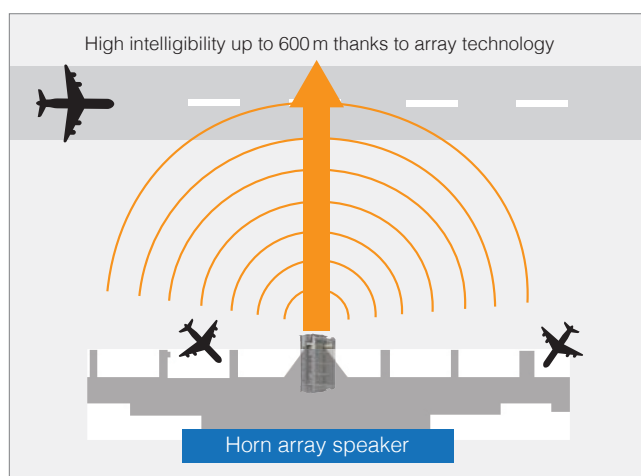 High intelligibility up to 600 m thanks to array technology
Horn array speaker